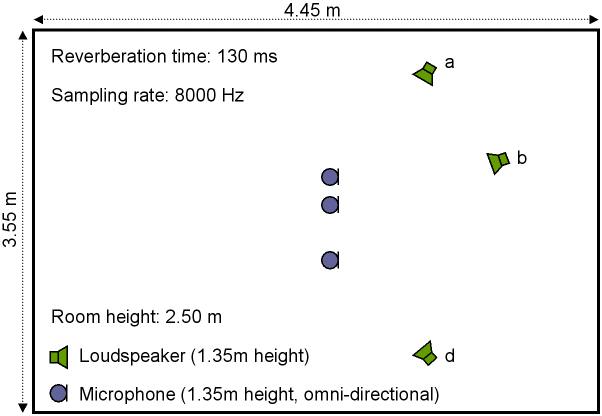 4.45 m
Reverberation time: 130 ms
a
Sampling rate: 8000 Hz
b
3.55 m
Room height: 2.50 m
Loudspeaker (1.35m height)
d
Microphone (1.35m height, omni-directional)